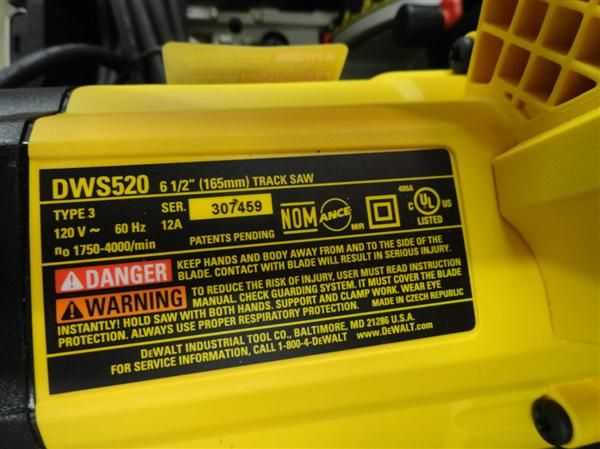 DWS520 6 1/2" (165mm) TRACK SAW
TYPE 3 SER. 307459
120 V ~ 60 Hz 12A
n₀ 1750-4000/min PATENTS PENDING
NOM ANCE MR
406A
C UL US
LISTED
DANGER KEEP HANDS AND BODY AWAY FROM AND TO THE SIDE OF THE
BLADE. CONTACT WITH BLADE WILL RESULT IN SERIOUS INJURY.
WARNING TO REDUCE THE RISK OF INJURY, USER MUST READ INSTRUCTION
MANUAL. CHECK GUARDING SYSTEM. IT MUST COVER THE BLADE
INSTANTLY! HOLD SAW WITH BOTH HANDS. SUPPORT AND CLAMP WORK. WEAR EYE
PROTECTION. ALWAYS USE PROPER RESPIRATORY PROTECTION. MADE IN CZECH REPUBLIC
DEWALT INDUSTRIAL TOOL CO., BALTIMORE, MD 21286 U.S.A.
FOR SERVICE INFORMATION, CALL 1-800-4-DEWALT www.DEWALT.com